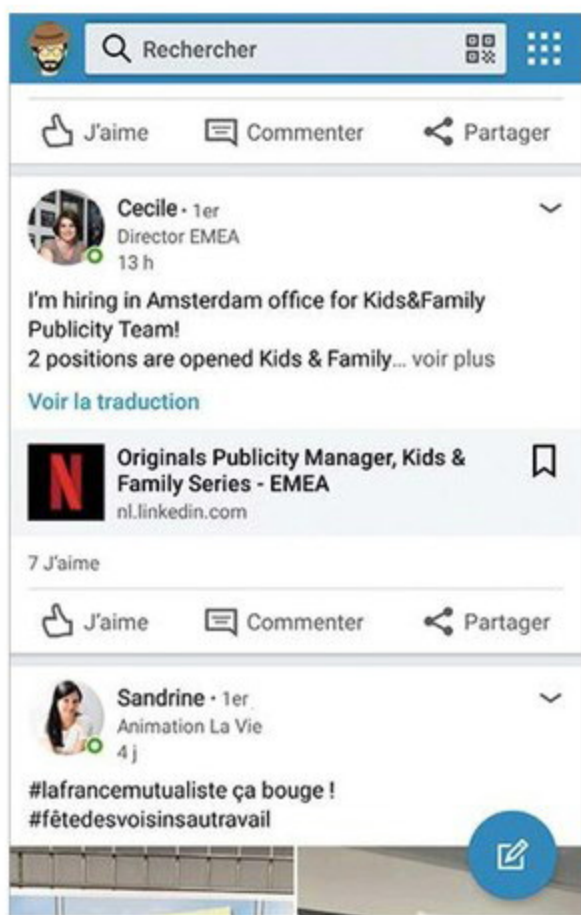 Rechercher
J'aime Commenter Partager
Cecile • 1er
Director EMEA
13 h
I'm hiring in Amsterdam office for Kids&Family
Publicity Team!
2 positions are opened Kids & Family... voir plus
Voir la traduction
N
Originals Publicity Manager, Kids &
Family Series - EMEA
nl.linkedin.com
7 J'aime
J'aime Commenter Partager
Sandrine • 1er
Animation La Vie
4 j
#lafrancemutualiste ça bouge !
#fêtedesvoisinsautravail